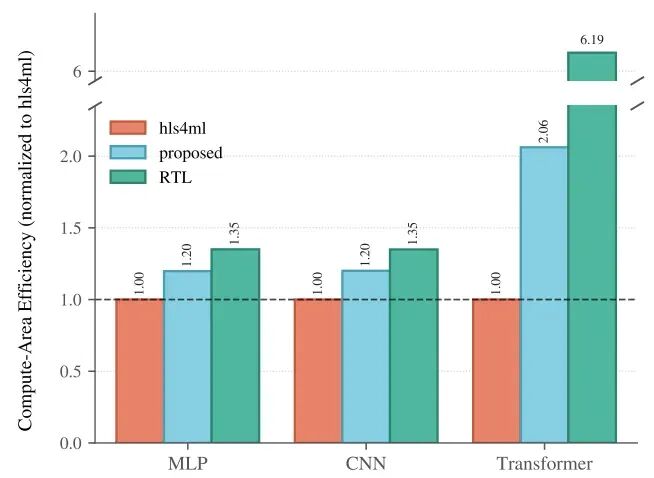 Compute-Area Efficiency (normalized to hls4ml)
6
2.0
1.5
1.0
0.5
0.0
hls4ml
proposed
RTL
1.00
1.20
1.35
1.00
1.20
1.35
1.00
2.06
6.19
MLP
CNN
Transformer